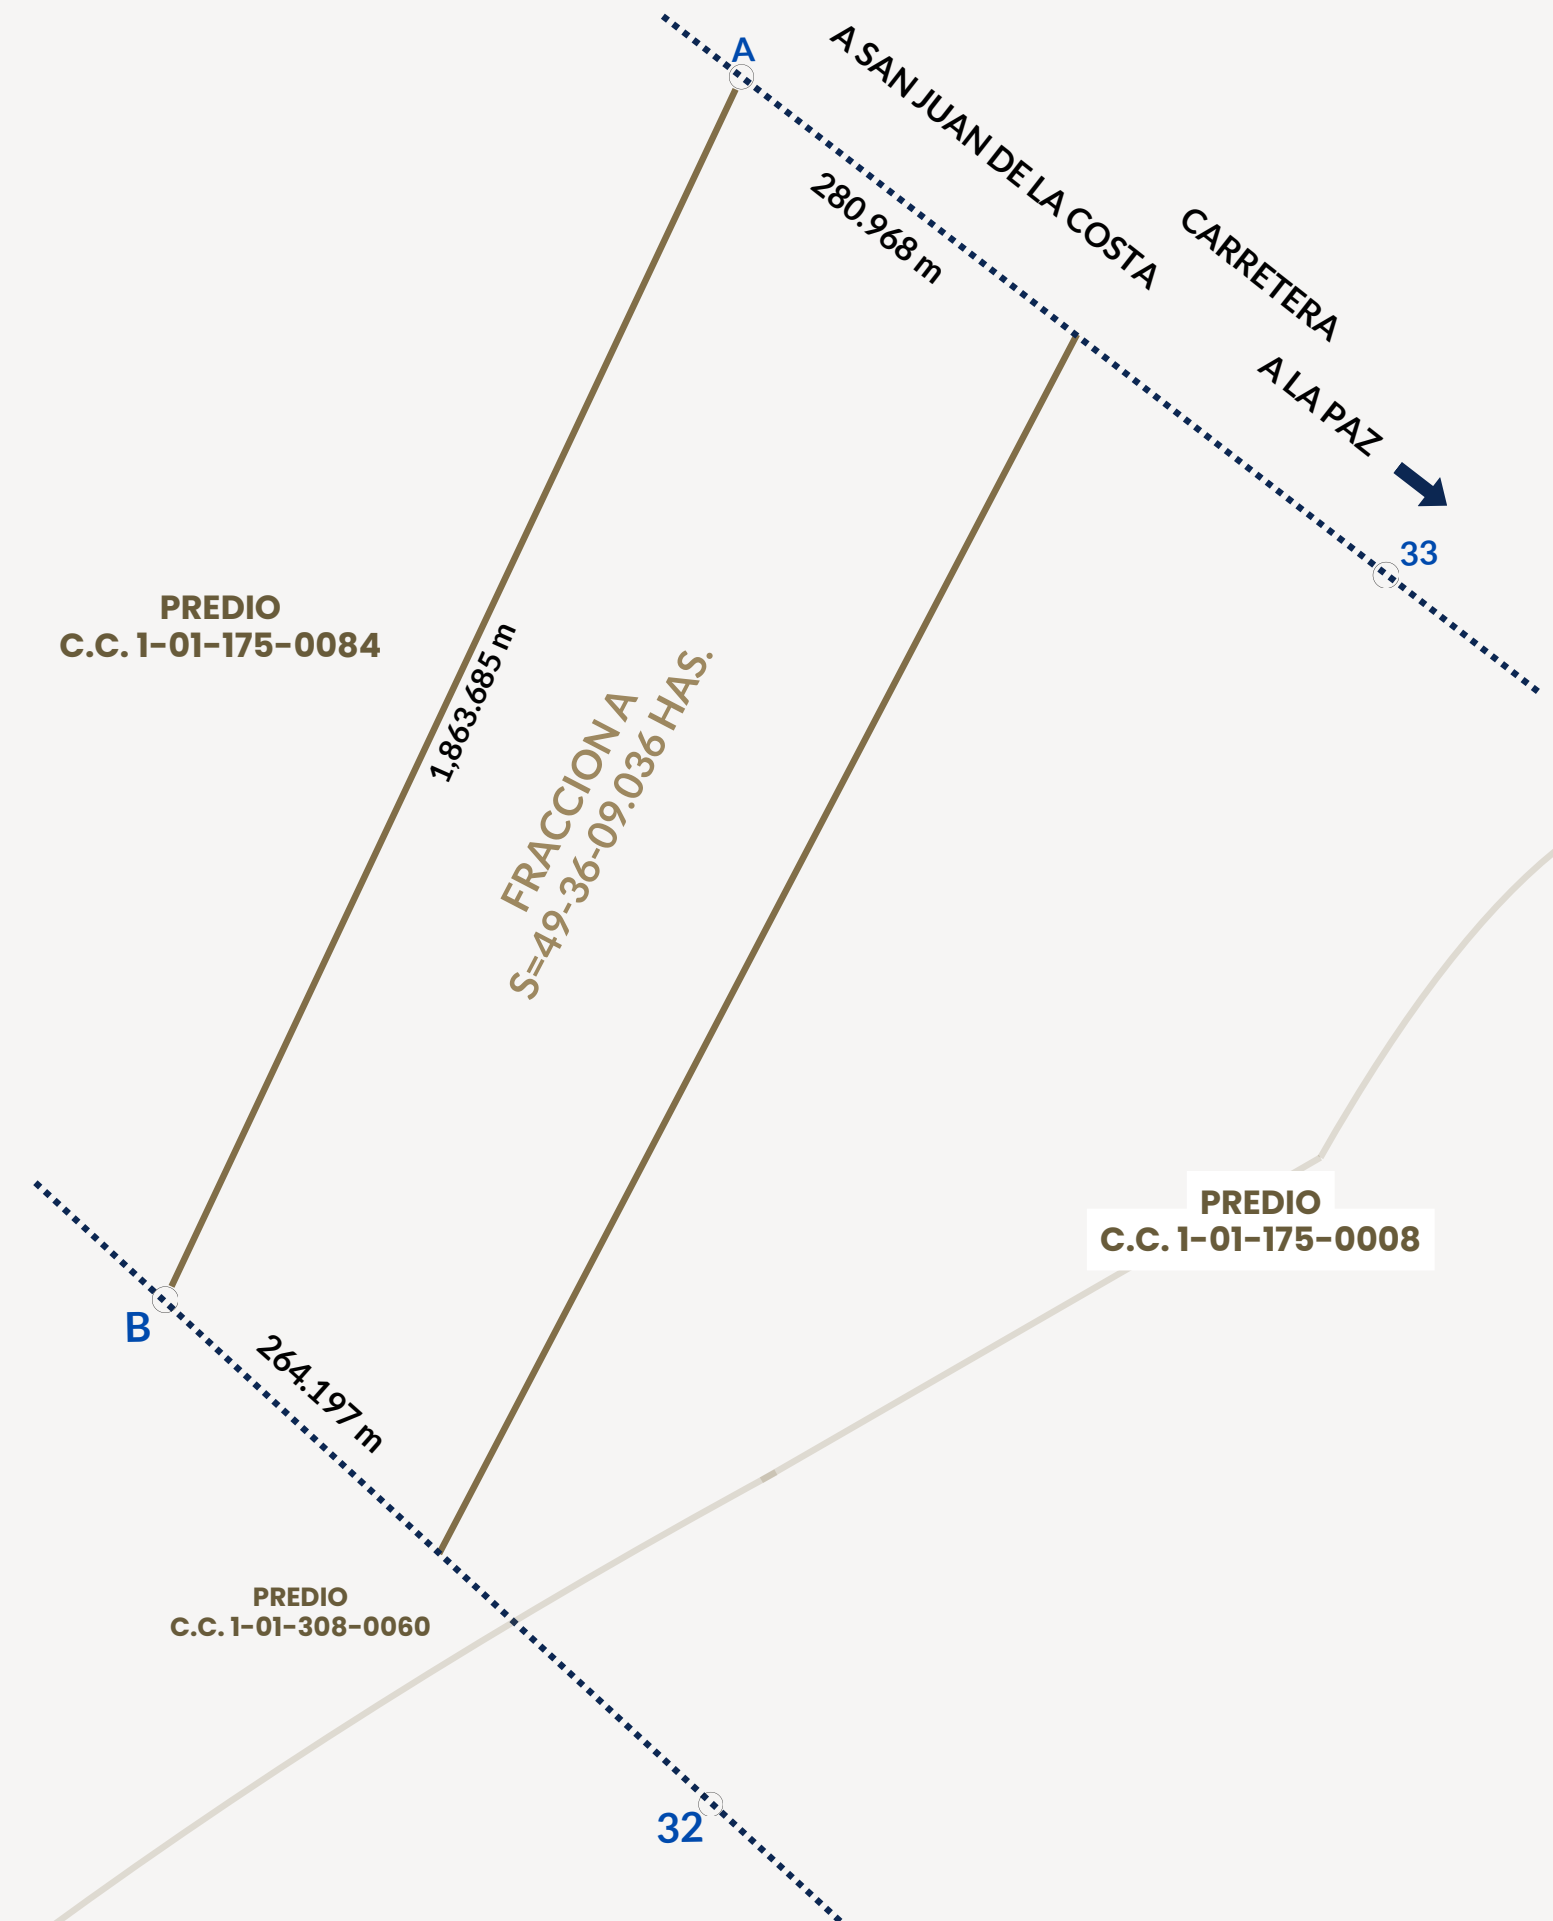 A
A SAN JUAN DE LA COSTA
280.968 m
CARRETERA
A LA PAZ
33
PREDIO
C.C. 1-01-175-0084
1,863.685 m
FRACCION A
S=49-36-09.036 HAS.
PREDIO
C.C. 1-01-175-0008
B
264.197 m
PREDIO
C.C. 1-01-308-0060
32